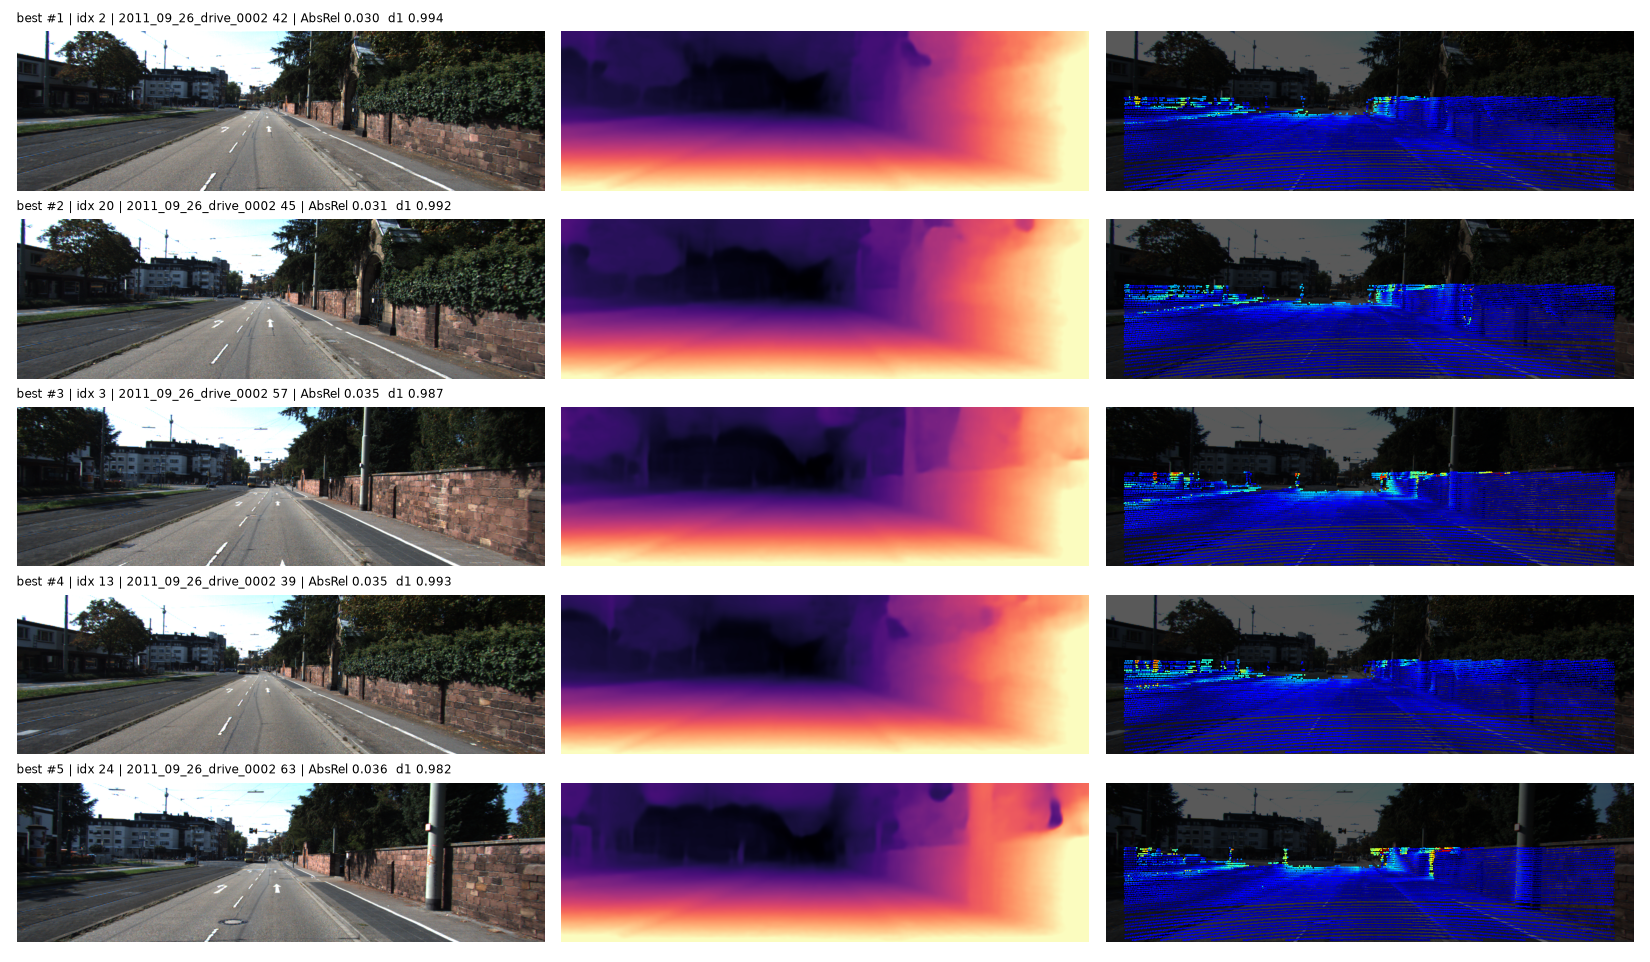 best #1 | idx 2 | 2011_09_26_drive_0002 42 | AbsRel 0.030 d1 0.994
best #2 | idx 20 | 2011_09_26_drive_0002 45 | AbsRel 0.031 d1 0.992
best #3 | idx 3 | 2011_09_26_drive_0002 57 | AbsRel 0.035 d1 0.987
best #4 | idx 13 | 2011_09_26_drive_0002 39 | AbsRel 0.035 d1 0.993
best #5 | idx 24 | 2011_09_26_drive_0002 63 | AbsRel 0.036 d1 0.982